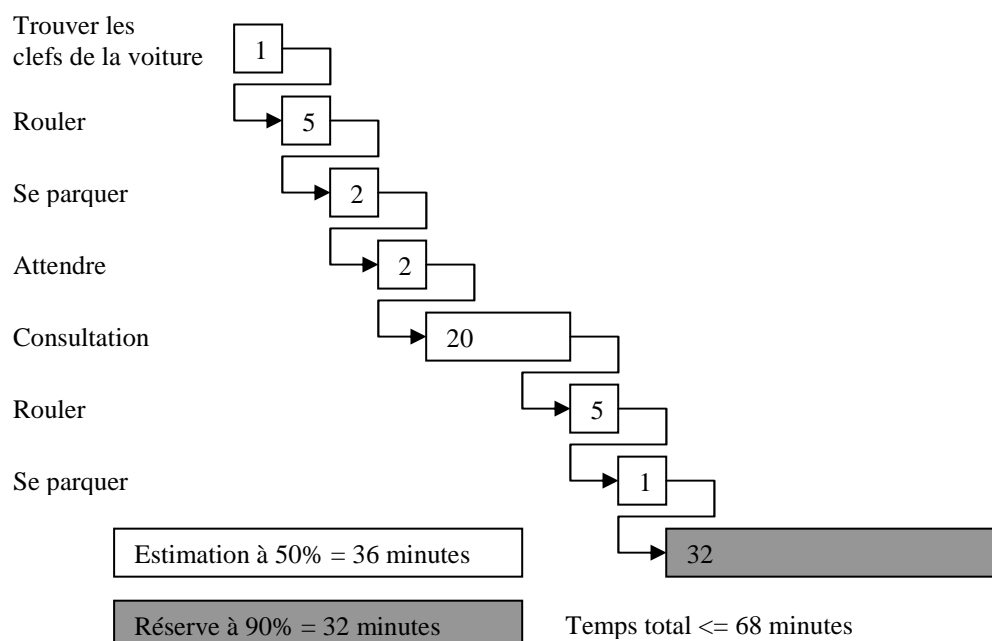 Trouver les
clefs de la voiture
1
Rouler
5
Se parquer
2
Attendre
2
Consultation
20
Rouler
5
Se parquer
1
Estimation à 50% = 36 minutes
32
Réserve à 90% = 32 minutes
Temps total <= 68 minutes